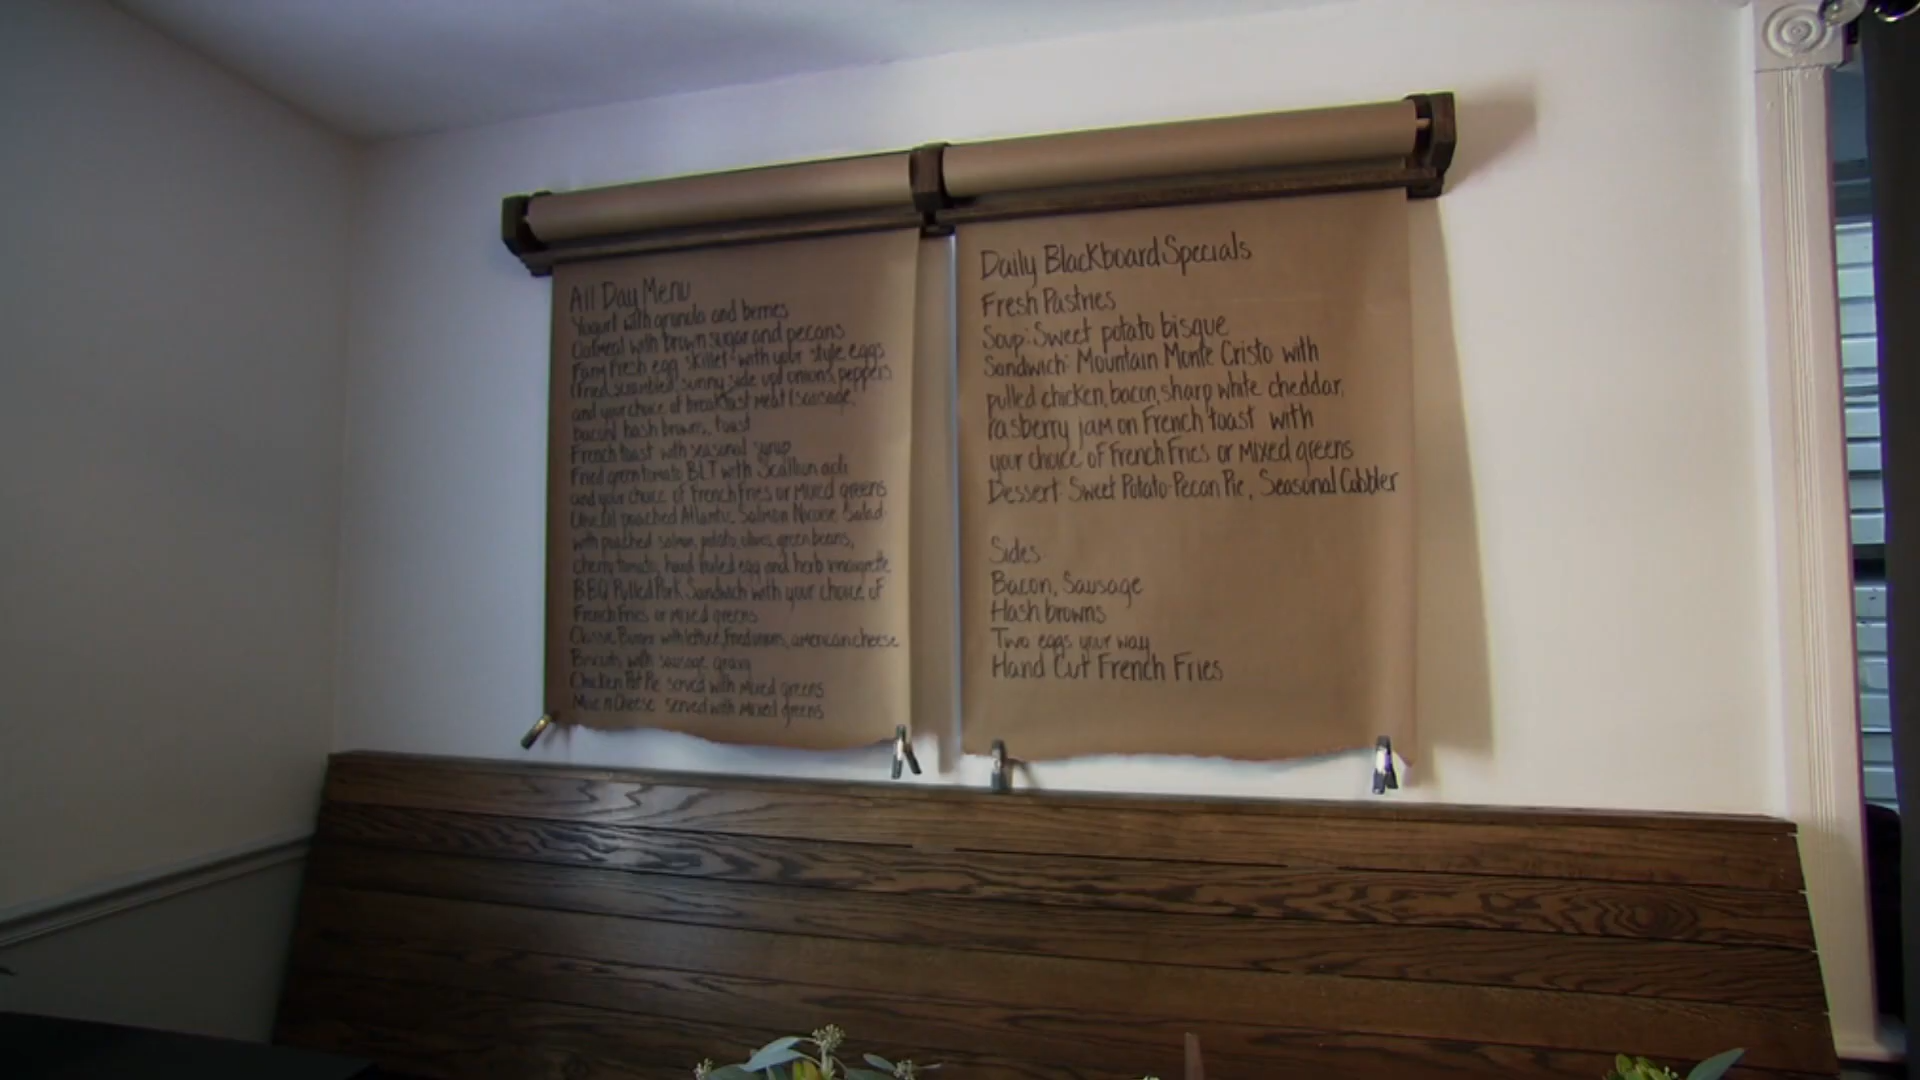 All Day Menu
Yogurt with granola and berries
Oatmeal with brown sugar and pecans
Farm Fresh egg skillet with your style eggs
(Fried, scrambled, sunny side up) onions, peppers
and your choice of breakfast meat (sausage,
bacon) hash browns, toast
French toast with seasonal syrup
Fried green tomato BLT with Scallion aoli
and your choice of French Fries or Mixed greens
Olive oil poached Atlantic Salmon Nicoise Salad
with poached salmon, potato, olives, green beans,
cherry tomato, hard boiled egg and herb vinaigrette
BBQ Pulled Pork Sandwich with your choice of
French Fries or Mixed greens
Classic Burger with lettuce, Fried onions, american cheese
Biscuits with sausage gravy
Chicken Pot Pie served with Mixed greens
Mac n Cheese served with Mixed greens
Daily Blackboard Specials
Fresh Pastries
Soup: Sweet potato bisque
Sandwich: Mountain Monte Cristo with
pulled chicken, bacon, sharp white cheddar,
rasberry jam on French toast with
your choice of French Fries or Mixed greens
Dessert: Sweet Potato-Pecan Pie, Seasonal Cobbler
Sides:
Bacon, Sausage
Hash browns
Two eggs your way
Hand Cut French Fries